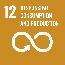 12 RESPONSIBLE
CONSUMPTION
AND PRODUCTION